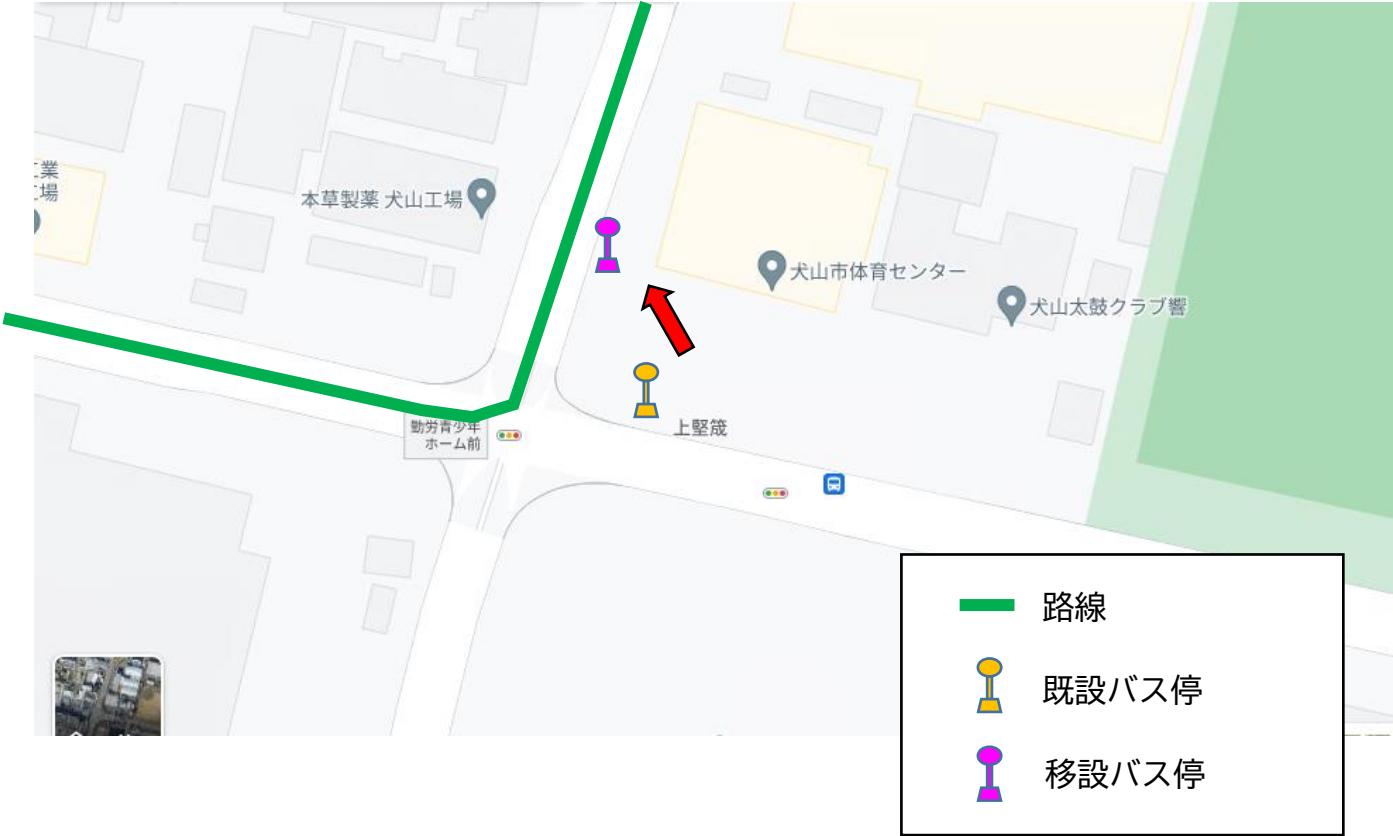 業
場
本草製薬 犬山工場
犬山市体育センター
犬山太鼓クラブ響
勤労青少年
ホーム前
上堅筬
路線
既設バス停
移設バス停